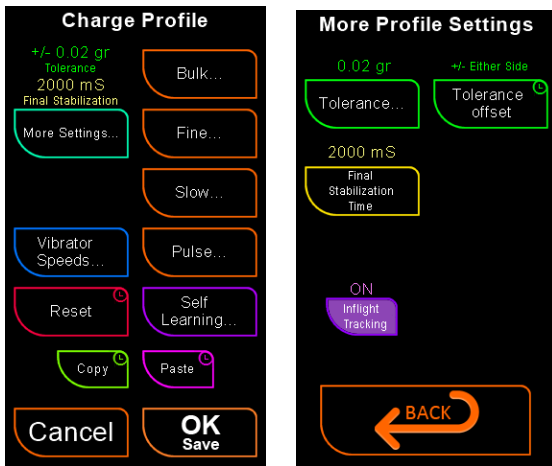 Charge Profile
+/- 0.02 gr
Tolerance
2000 mS
Final Stabilization
More Settings...
Bulk...
Fine...
Slow...
Vibrator
Speeds...
Pulse...
Reset
Self
Learning...
Copy
Paste
Cancel
OK
Save
More Profile Settings
0.02 gr
Tolerance...
+/- Either Side
Tolerance
offset
2000 mS
Final
Stabilization
Time
ON
Inflight
Tracking
BACK